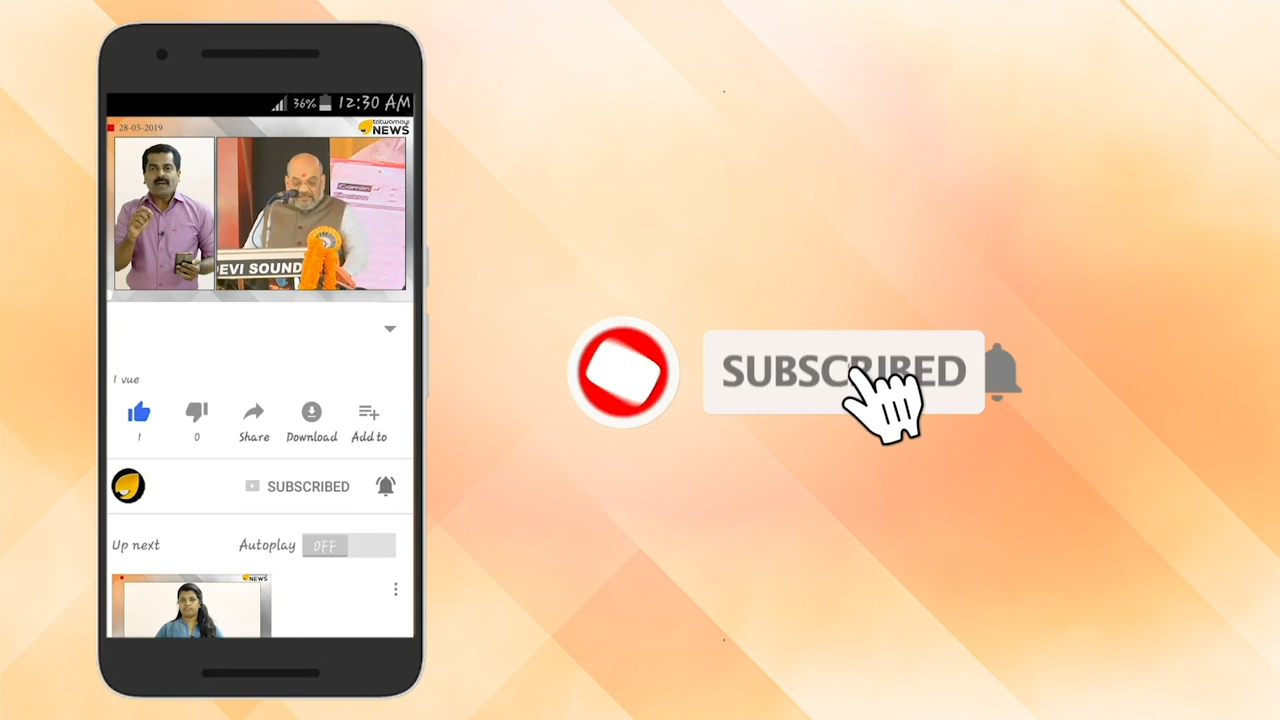 36% 12:30 AM
28-05-2019
tatwamayi
NEWS
DEVI SOUND
1 vue
1 0 Share Download Add to
SUBSCRIBED
Up next Autoplay OFF
NEWS
SUBSCRIBED